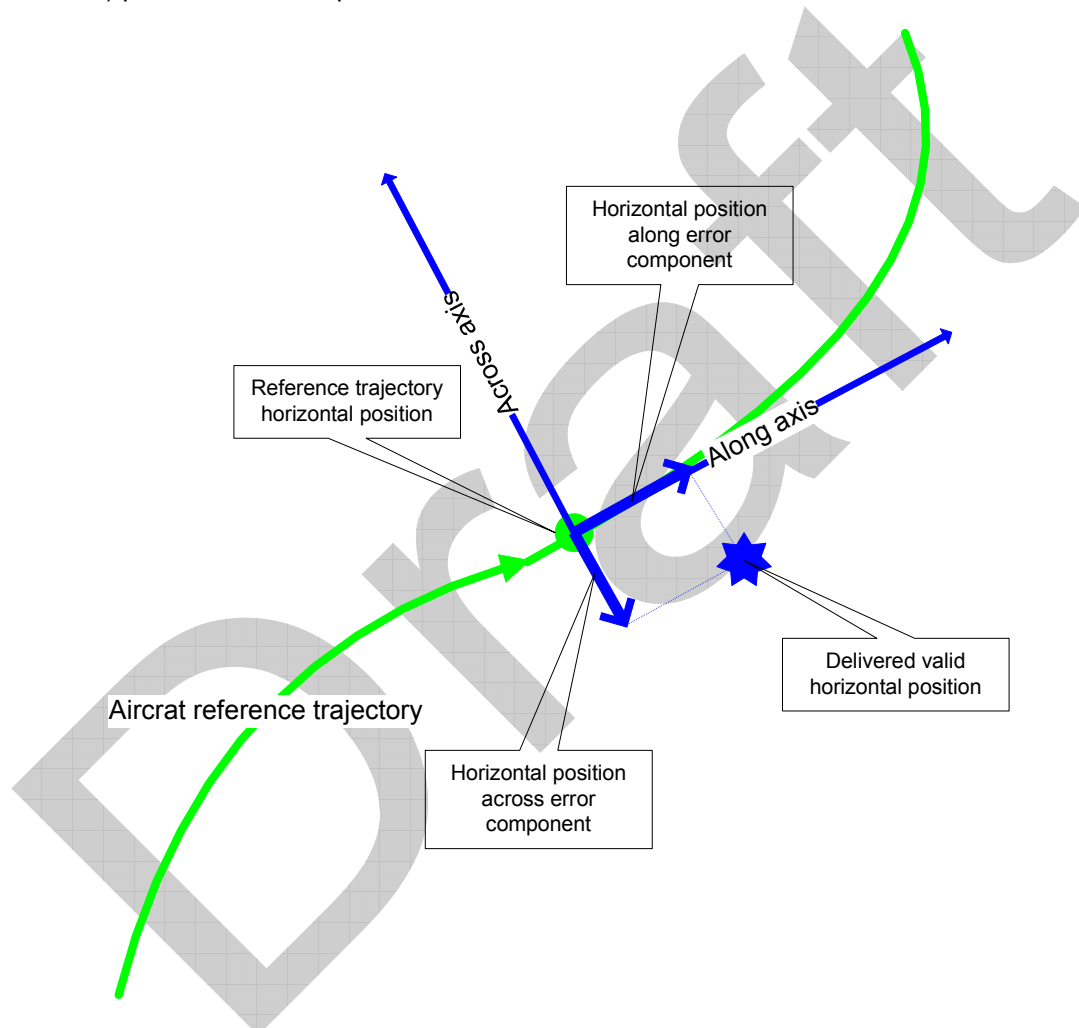 Horizontal position
along error
component
Across axis
Reference trajectory
horizontal position
Along axis
Delivered valid
horizontal position
Aircrat reference trajectory
Horizontal position
across error
component
Draft